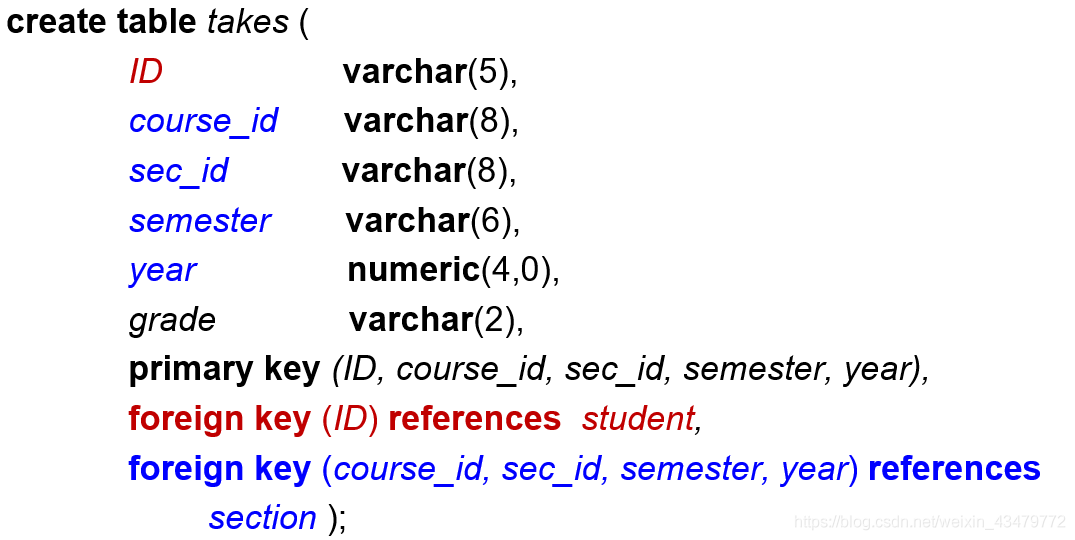 create table takes (
ID varchar(5),
course_id varchar(8),
sec_id varchar(8),
semester varchar(6),
year numeric(4,0),
grade varchar(2),
primary key (ID, course_id, sec_id, semester, year),
foreign key (ID) references student,
foreign key (course_id, sec_id, semester, year) references
section );
https://blog.csdn.net/weixin_43479772